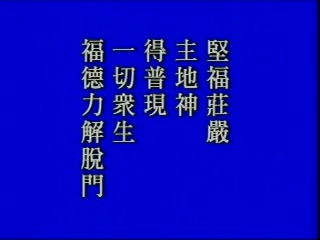 堅福莊嚴
主地神
得普現
一切衆生
福德力解脫門